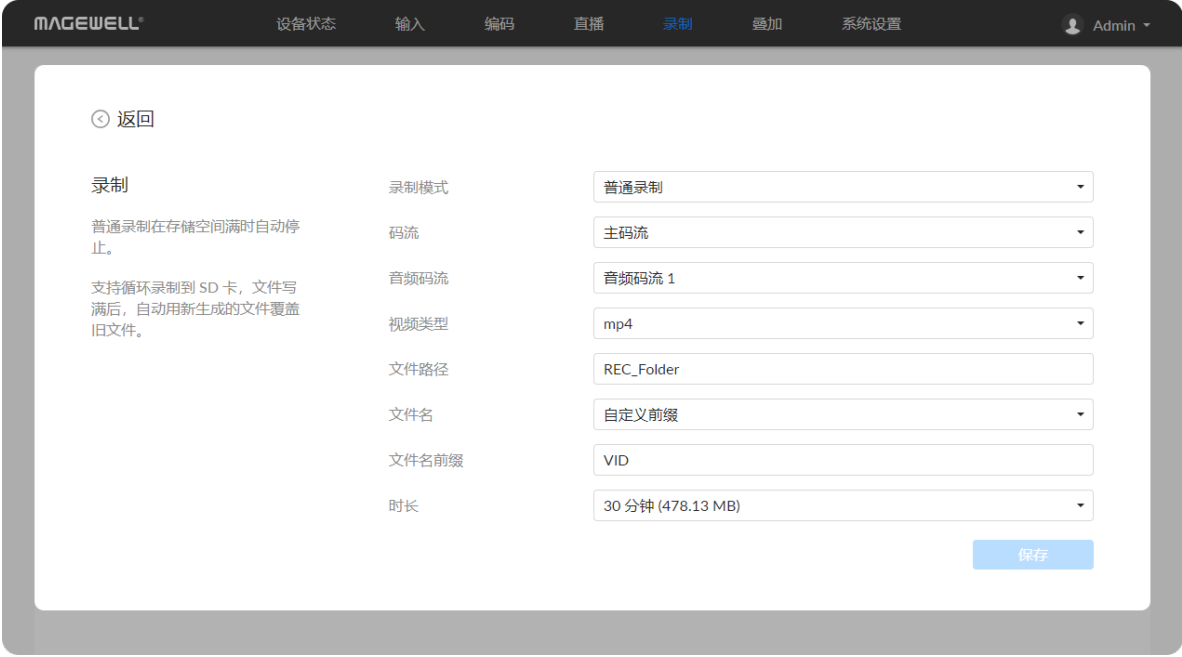 MAGEWELL®
设备状态
输入
编码
直播
录制
叠加
系统设置
Admin
返回
录制
普通录制在存储空间满时自动停
止。
支持循环录制到 SD 卡，文件写
满后，自动用新生成的文件覆盖
旧文件。
录制模式
普通录制
码流
主码流
音频码流
音频码流 1
视频类型
mp4
文件路径
REC_Folder
文件名
自定义前缀
文件名前缀
VID
时长
30 分钟 (478.13 MB)
保存